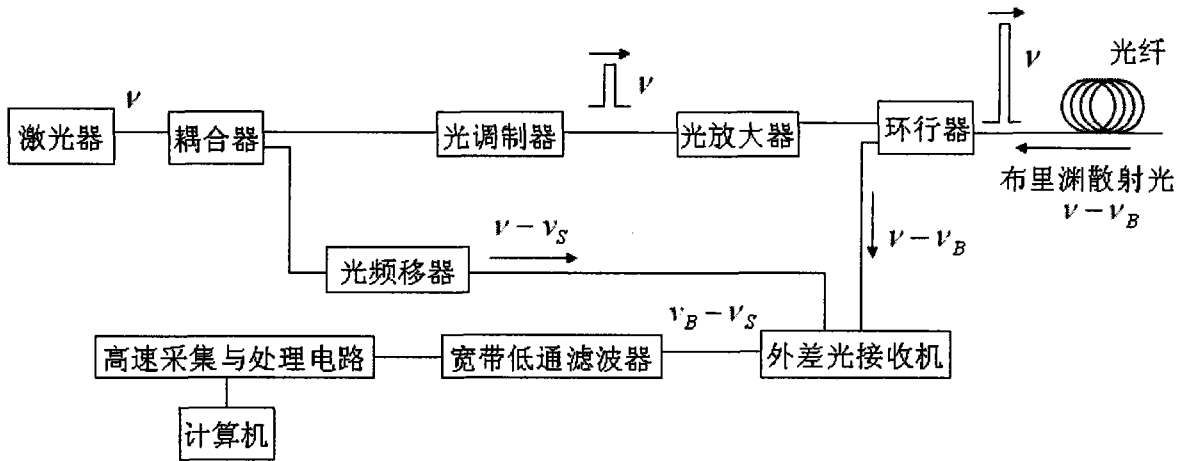 激光器
ν
耦合器
光调制器
ν
光放大器
环行器
ν
光纤
布里渊散射光
ν − ν_B
ν − ν_B
光频移器
ν − ν_S
ν_B − ν_S
外差光接收机
宽带低通滤波器
高速采集与处理电路
计算机